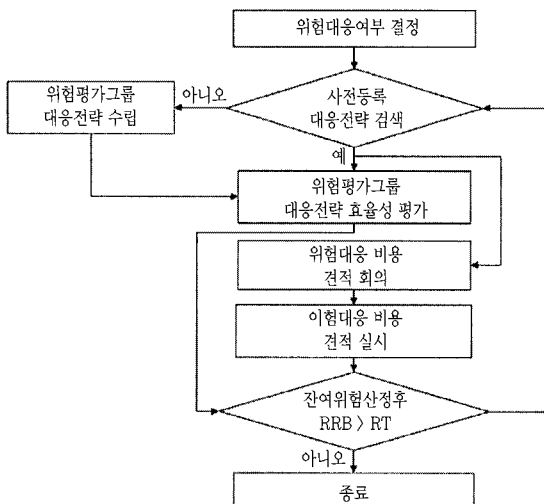 위험대응여부 결정
아니오
사전등록
대응전략 검색
위험평가그룹
대응전략 수립
예
위험평가그룹
대응전략 효율성 평가
위험대응 비용
견적 회의
이험대응 비용
견적 실시
잔여위험산정후
RRB > RT
아니오
종료